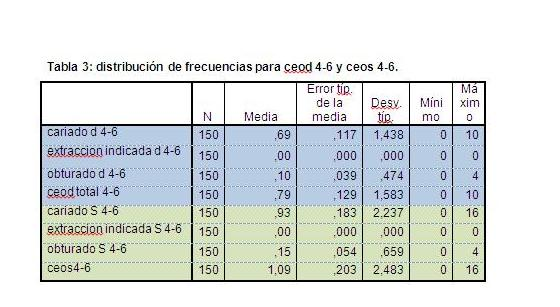 Tabla 3: distribución de frecuencias para ceod 4-6 y ceos 4-6.
N Media Error típ. de la media Desv. típ. Míni mo Má xim o
cariado d 4-6 150 ,69 ,117 1,438 0 10
extraccion indicada d 4-6 150 ,00 ,000 ,000 0 0
obturado d 4-6 150 ,10 ,039 ,474 0 4
ceod total 4-6 150 ,79 ,129 1,583 0 10
cariado S 4-6 150 ,93 ,183 2,237 0 16
extraccion indicada S 4-6 150 ,00 ,000 ,000 0 0
obturado S 4-6 150 ,15 ,054 ,659 0 4
ceos4-6 150 1,09 ,203 2,483 0 16